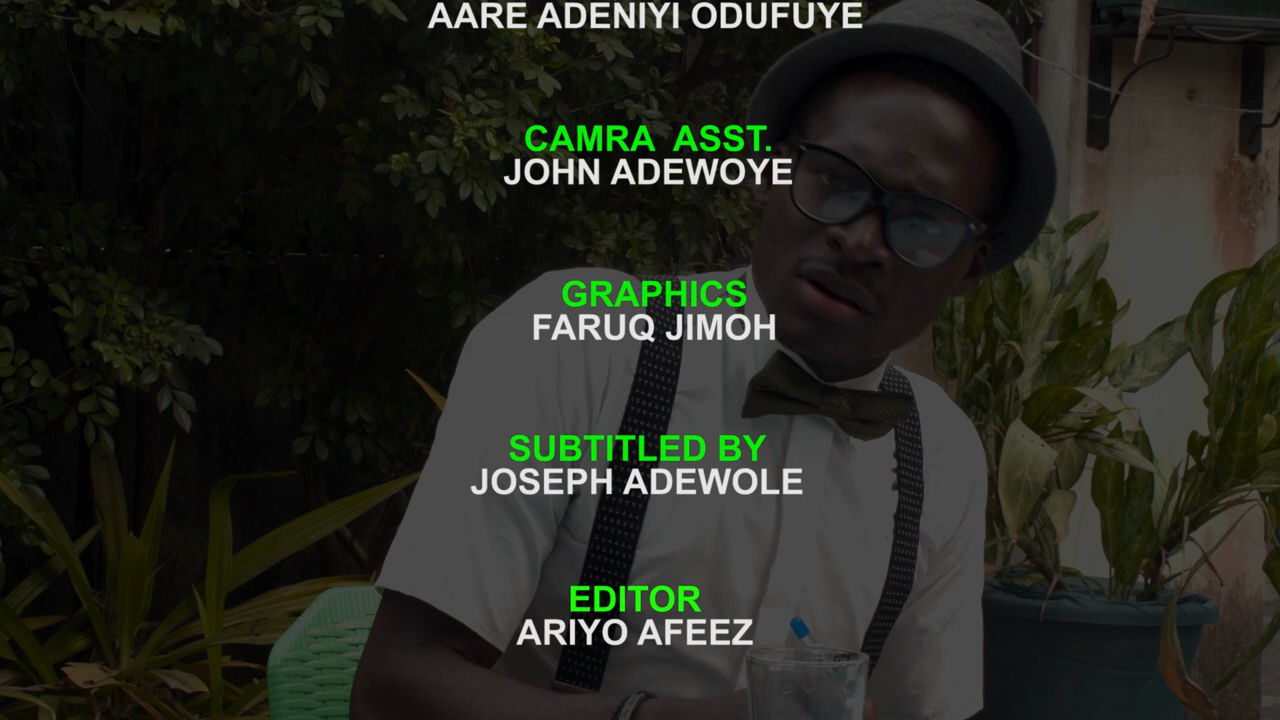 AARE ADENIYI ODUFUYE
CAMRA ASST.
JOHN ADEWOYE
GRAPHICS
FARUQ JIMOH
SUBTITLED BY
JOSEPH ADEWOLE
EDITOR
ARIYO AFEEZ